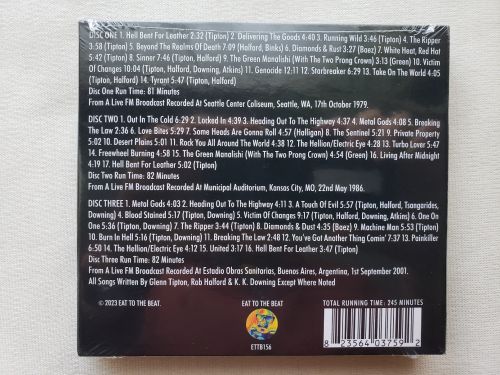 DISC ONE 1. Hell Bent For Leather 2:32 (Tipton) 2. Delivering The Goods 4:40 3. Running Wild 3:46 (Tipton) 4. The Ripper
3:58 (Tipton) 5. Beyond The Realms Of Death 7:09 (Halford, Binks) 6. Diamonds & Rust 3:27 (Baez) 7. White Heat, Red Hot
5:42 (Tipton) 8. Sinner 7:46 (Tipton, Halford) 9. The Green Manalishi (With The Two Prong Crown) 3:13 (Green) 10. Victim
Of Changes 10:04 (Tipton, Halford, Downing, Atkins) 11. Genocide 12:11 12. Starbreaker 6:29 13. Take On The World 4:05
(Tipton, Halford) 14. Tyrant 5:47 (Tipton, Halford)
Disc One Run Time: 81 Minutes
From A Live FM Broadcast Recorded At Seattle Center Coliseum, Seattle, WA, 17th October 1979.
DISC TWO 1. Out In The Cold 6:29 2. Locked In 4:39 3. Heading Out To The Highway 4:37 4. Metal Gods 4:08 5. Breaking
The Law 2:36 6. Love Bites 5:29 7. Some Heads Are Gonna Roll 4:57 (Halligan) 8. The Sentinel 5:21 9. Private Property
5:02 10. Desert Plains 5:01 11. Rock You All Around The World 4:40 12. The Hellion/Electric Eye 4:28 13. Turbo Lover 5:47
14. Freewheel Burning 4:58 15. The Green Manalishi (With The Two Prong Crown) 4:54 (Green) 16. Living After Midnight
4:19 17. Hell Bent For Leather 5:02 (Tipton)
Disc Two Run Time: 82 Minutes
From A Live FM Broadcast Recorded At Municipal Auditorium, Kansas City, MO, 22nd May 1986.
DISC THREE 1. Metal Gods 4:03 2. Heading Out To The Highway 4:11 3. A Touch Of Evil 5:57 (Tipton, Halford, Tsangarides,
Downing) 4. Blood Stained 5:17 (Tipton, Downing) 5. Victim Of Changes 9:17 (Tipton, Halford, Downing, Atkins) 6. One On
One 5:36 (Tipton, Downing) 7. The Ripper 3:44 (Tipton) 8. Diamonds & Dust 4:35 (Baez) 9. Machine Man 5:53 (Tipton)
10. Burn In Hell 5:16 (Tipton, Downing) 11. Breaking The Law 2:48 12. You've Got Another Thing Comin' 7:37 13. Painkiller
6:50 14. The Hellion/Electric Eye 4:12 15. United 3:17 16. Hell Bent For Leather 3:47 (Tipton)
Disc Three Run Time: 82 Minutes
From A Live FM Broadcast Recorded At Estadio Obras Sanitarias, Buenos Aires, Argentina, 1st September 2001.
All Songs Written By Glenn Tipton, Rob Halford & K. K. Downing Except Where Noted
© 2023 EAT TO THE BEAT.
EAT TO THE BEAT
ETTB156
TOTAL RUNNING TIME: 245 MINUTES
8 23564 03759 2